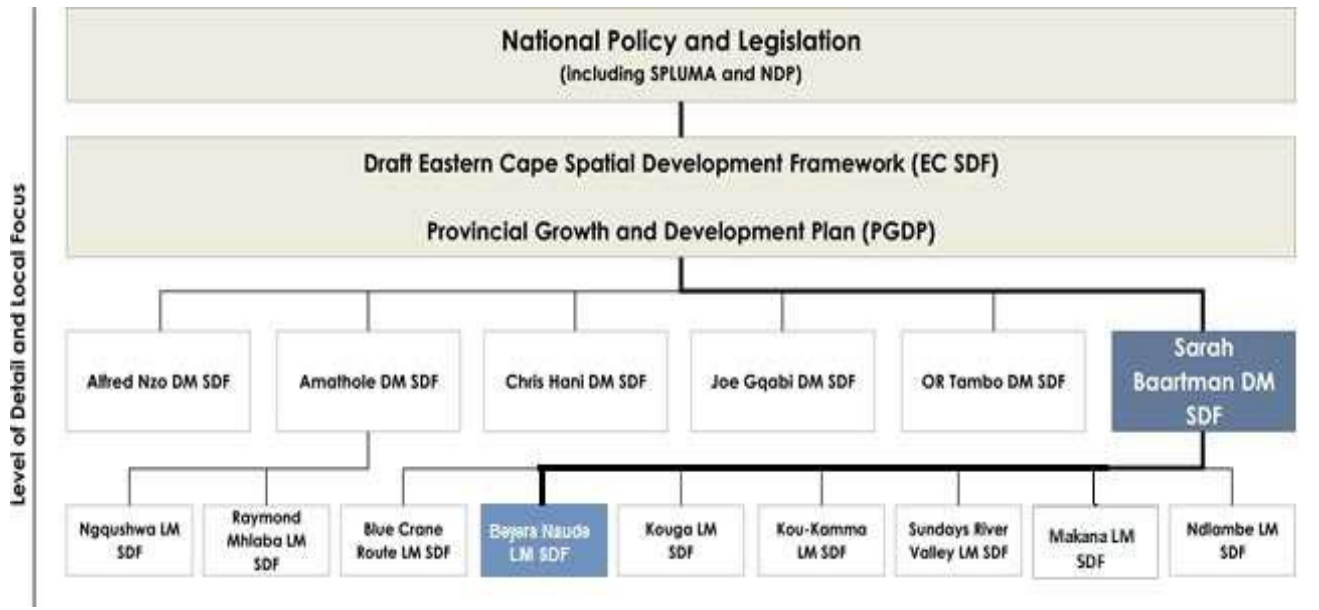 Level of Detail and Local Focus
National Policy and Legislation
(including SPLUMA and NDP)
Draft Eastern Cape Spatial Development Framework (EC SDF)
Provincial Growth and Development Plan (PGDP)
Alfred Nzo DM SDF
Amathole DM SDF
Chris Hani DM SDF
Joe Gqabi DM SDF
OR Tambo DM SDF
Sarah
Baartman DM
SDF
Ngqushwa LM
SDF
Raymond
Mhlaba LM
SDF
Blue Crane
Route LM SDF
Beyers Naude
LM SDF
Kouga LM
SDF
Kou-Kamma
LM SDF
Sundays River
Valley LM SDF
Makana LM
SDF
Ndlambe LM
SDF